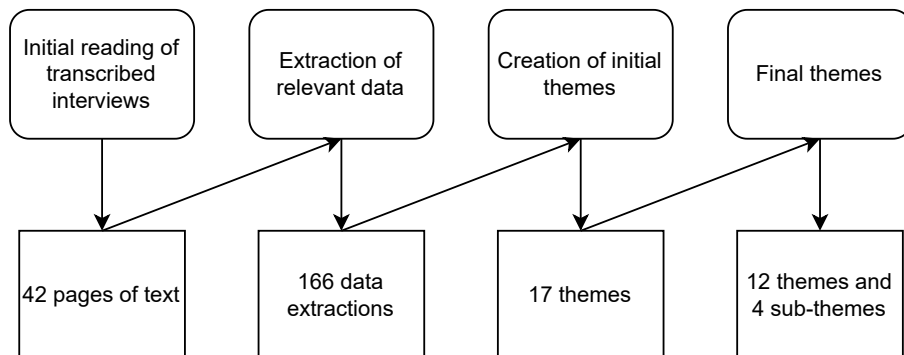 Initial reading of
transcribed
interviews
Extraction of
relevant data
Creation of initial
themes
Final themes
42 pages of text
166 data
extractions
17 themes
12 themes and
4 sub-themes